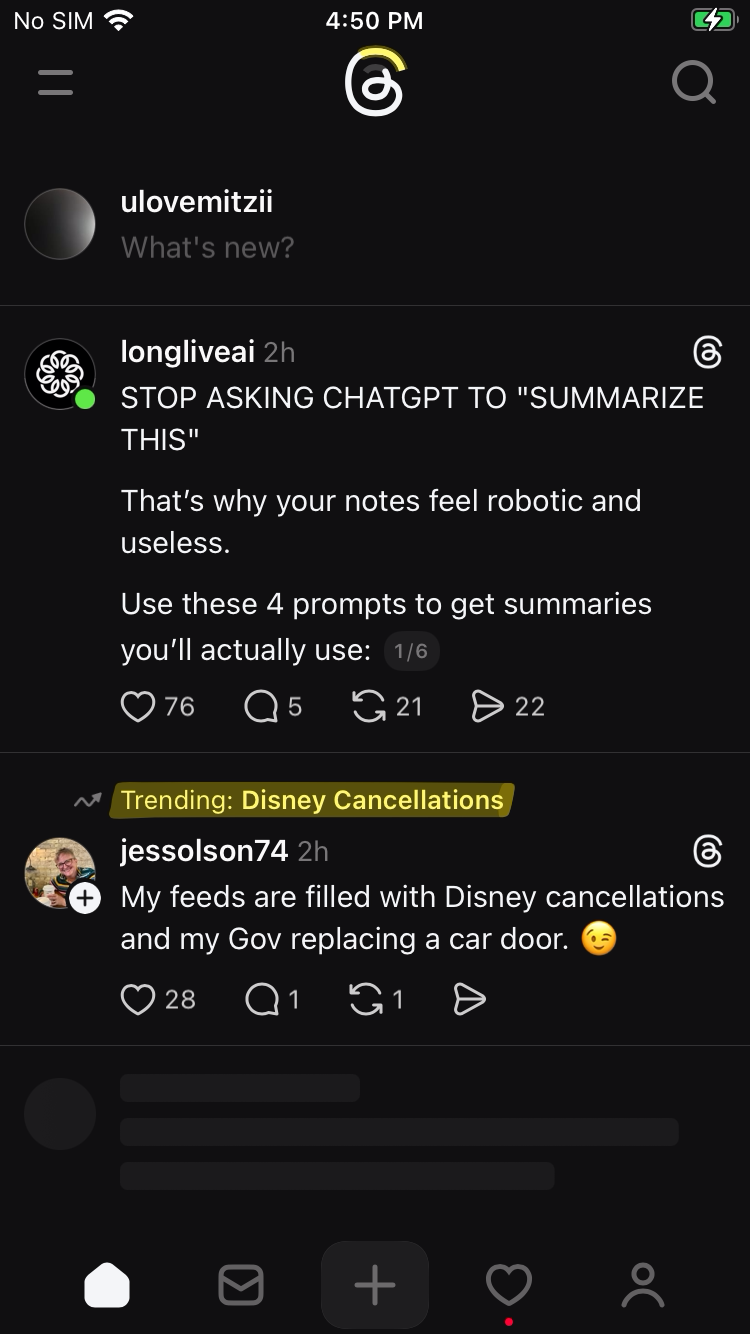 No SIM 4:50 PM
ulovemitzii
What's new?
longliveai 2h
STOP ASKING CHATGPT TO "SUMMARIZE
THIS"
That’s why your notes feel robotic and
useless.
Use these 4 prompts to get summaries
you’ll actually use: 1/6
76 5 21 22
Trending: Disney Cancellations
jessolson74 2h
My feeds are filled with Disney cancellations
and my Gov replacing a car door. 😉
28 1 1